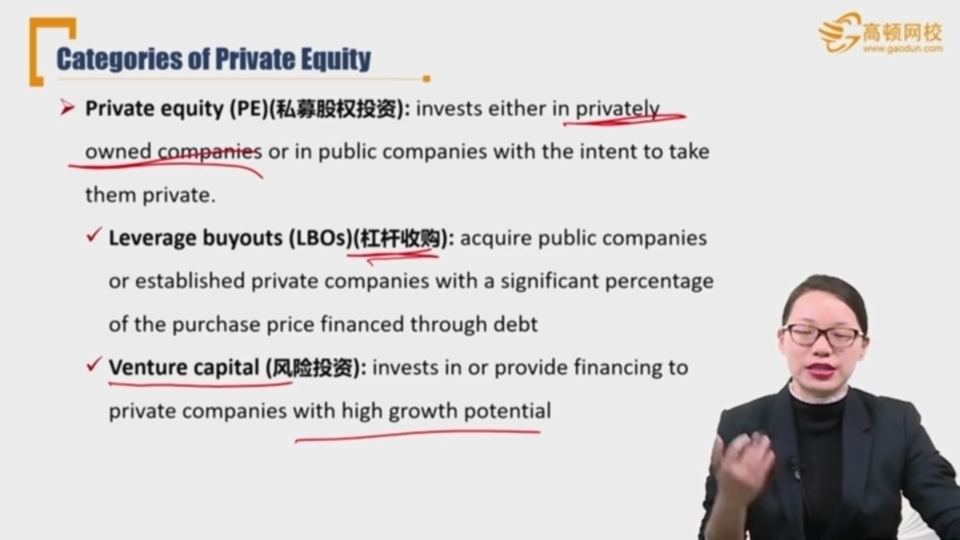 Categories of Private Equity
高顿网校
www.gaodun.com
Private equity (PE)(私募股权投资): invests either in privately
owned companies or in public companies with the intent to take
them private.
Leverage buyouts (LBOs)(杠杆收购): acquire public companies
or established private companies with a significant percentage
of the purchase price financed through debt
Venture capital (风险投资): invests in or provide financing to
private companies with high growth potential